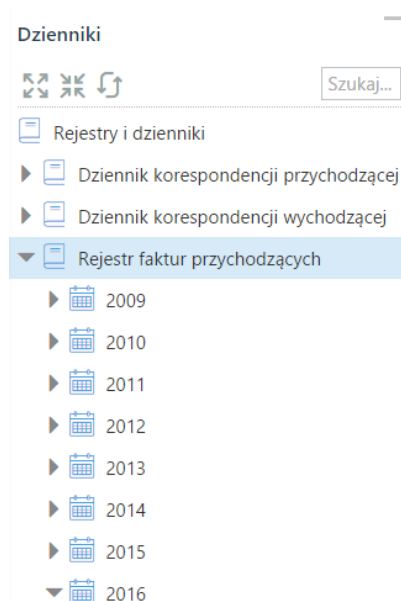 Dzienniki
Szukaj...
Rejestry i dzienniki
Dziennik korespondencji przychodzącej
Dziennik korespondencji wychodzącej
Rejestr faktur przychodzących
2009
2010
2011
2012
2013
2014
2015
2016